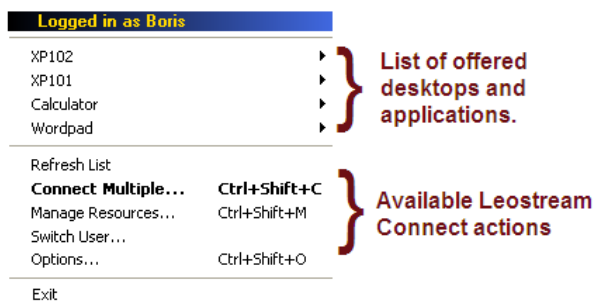 Logged in as Boris
XP102
XP101
Calculator
Wordpad
List of offered
desktops and
applications.
Refresh List
Connect Multiple... Ctrl+Shift+C
Manage Resources... Ctrl+Shift+M
Switch User...
Options... Ctrl+Shift+O
Available Leostream
Connect actions
Exit